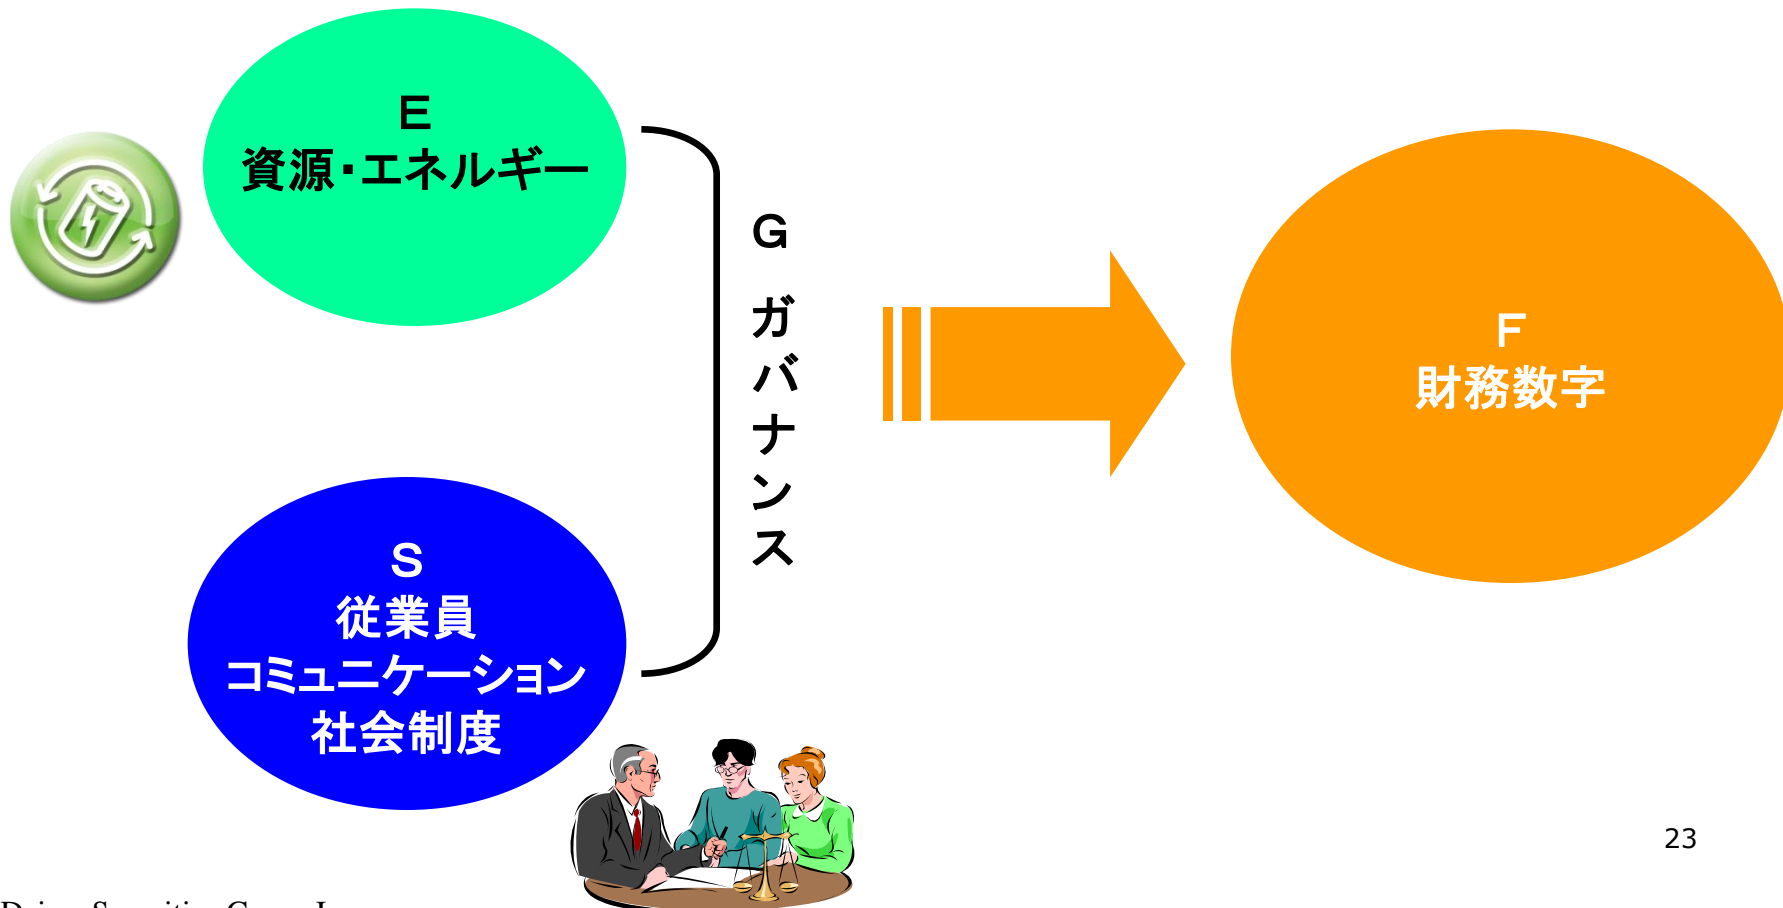 E
資源・エネルギー
G ガバナンス
F
財務数字
S
従業員
コミュニケーション
社会制度
23